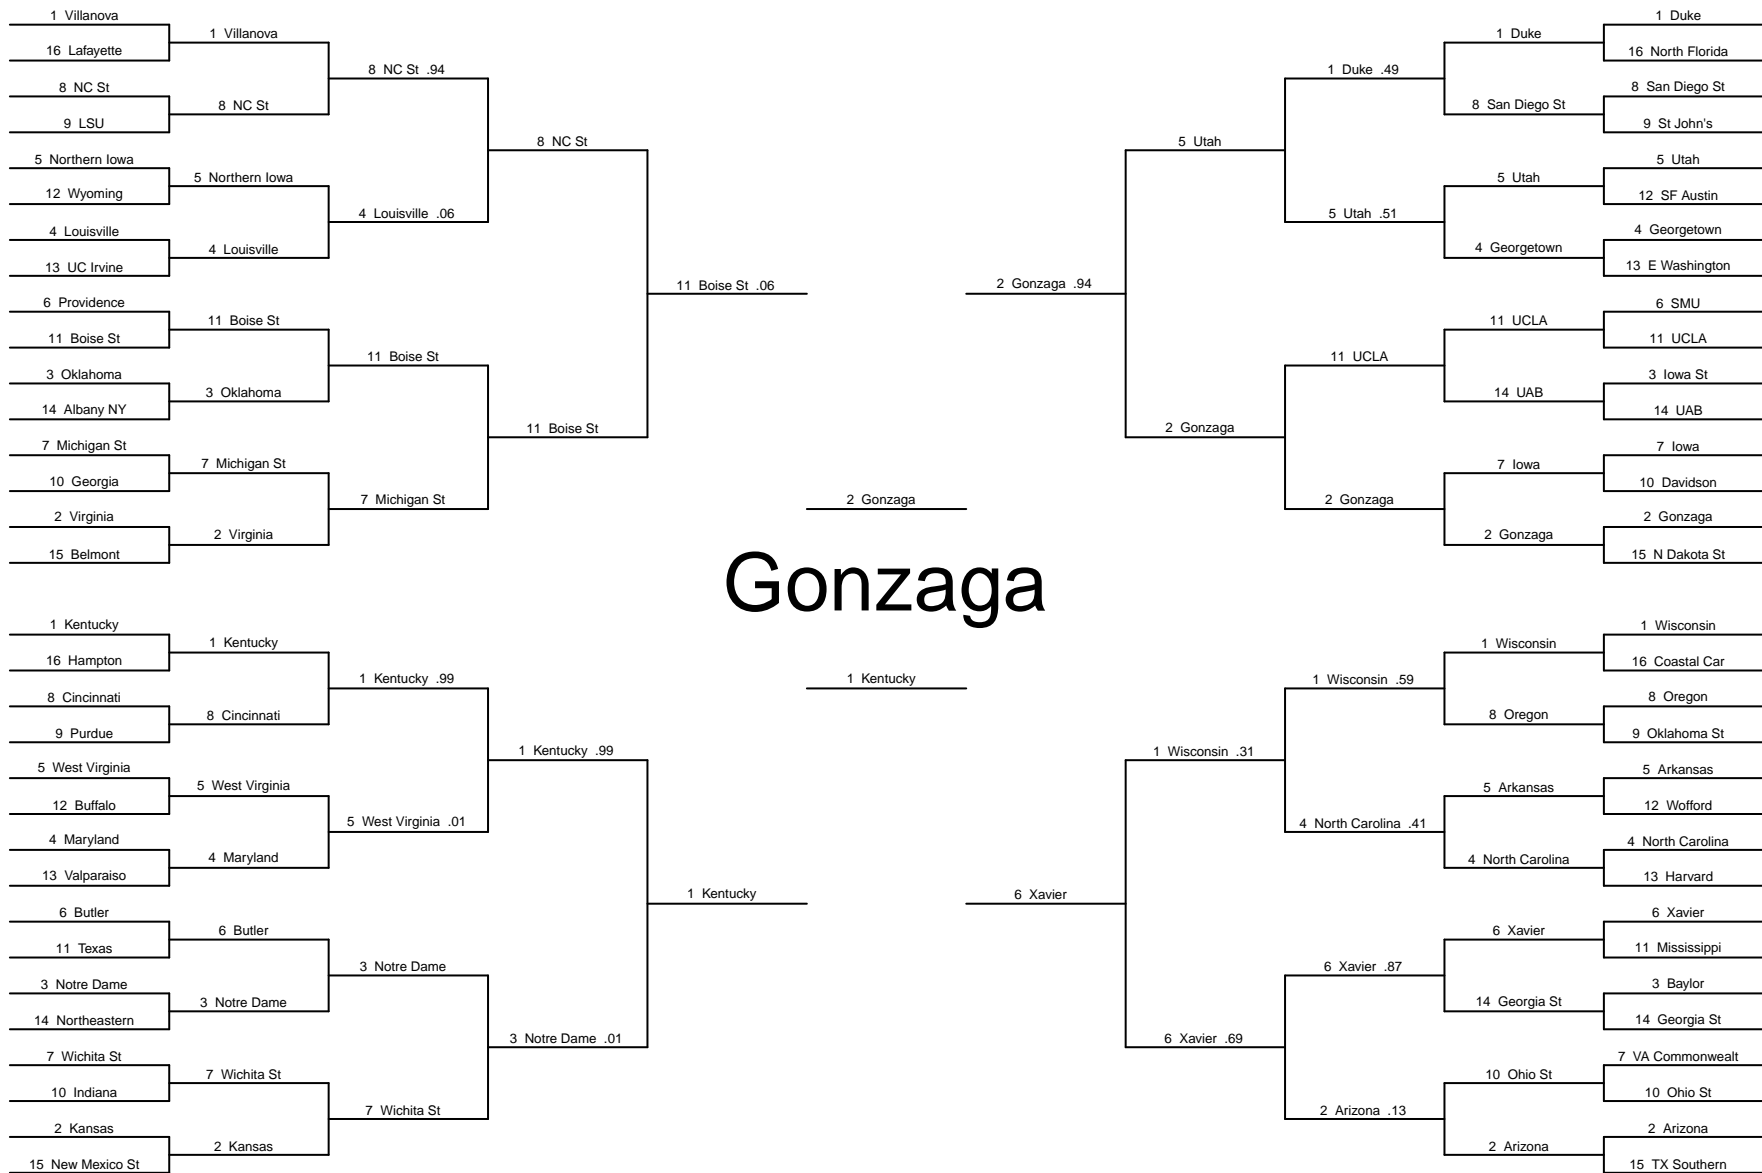 1 Villanova
16 Lafayette
8 NC St
9 LSU
5 Northern Iowa
12 Wyoming
4 Louisville
13 UC Irvine
6 Providence
11 Boise St
3 Oklahoma
14 Albany NY
7 Michigan St
10 Georgia
2 Virginia
15 Belmont
1 Villanova
8 NC St
5 Northern Iowa
4 Louisville
11 Boise St
3 Oklahoma
7 Michigan St
2 Virginia
8 NC St .94
4 Louisville .06
11 Boise St
7 Michigan St
8 NC St
11 Boise St
11 Boise St .06
2 Gonzaga
2 Gonzaga .94
5 Utah
2 Gonzaga
1 Duke .49
5 Utah .51
11 UCLA
2 Gonzaga
1 Duke
8 San Diego St
5 Utah
4 Georgetown
11 UCLA
14 UAB
7 Iowa
2 Gonzaga
1 Duke
16 North Florida
8 San Diego St
9 St John's
5 Utah
12 SF Austin
4 Georgetown
13 E Washington
6 SMU
11 UCLA
3 Iowa St
14 UAB
7 Iowa
10 Davidson
2 Gonzaga
15 N Dakota St
Gonzaga
1 Kentucky
16 Hampton
8 Cincinnati
9 Purdue
5 West Virginia
12 Buffalo
4 Maryland
13 Valparaiso
6 Butler
11 Texas
3 Notre Dame
14 Northeastern
7 Wichita St
10 Indiana
2 Kansas
15 New Mexico St
1 Kentucky
8 Cincinnati
5 West Virginia
4 Maryland
6 Butler
3 Notre Dame
7 Wichita St
2 Kansas
1 Kentucky .99
5 West Virginia .01
3 Notre Dame
7 Wichita St
1 Kentucky .99
3 Notre Dame .01
1 Kentucky
1 Kentucky
6 Xavier
1 Wisconsin .31
6 Xavier .69
1 Wisconsin .59
4 North Carolina .41
6 Xavier .87
2 Arizona .13
1 Wisconsin
8 Oregon
5 Arkansas
4 North Carolina
6 Xavier
14 Georgia St
10 Ohio St
2 Arizona
1 Wisconsin
16 Coastal Car
8 Oregon
9 Oklahoma St
5 Arkansas
12 Wofford
4 North Carolina
13 Harvard
6 Xavier
11 Mississippi
3 Baylor
14 Georgia St
7 VA Commonwealt
10 Ohio St
2 Arizona
15 TX Southern